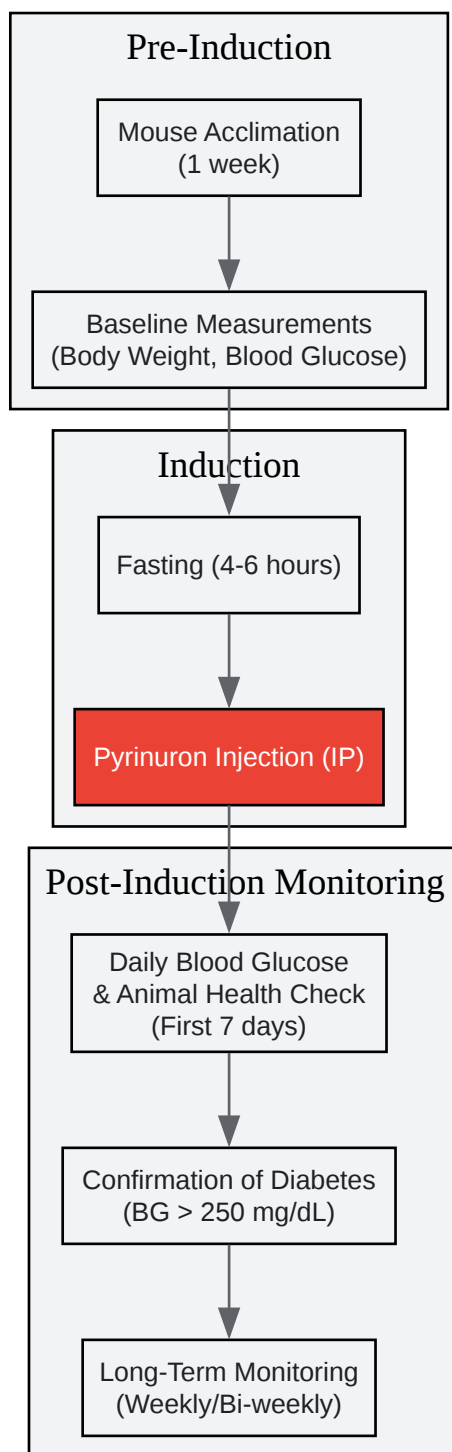 Pre-Induction
Mouse Acclimation
(1 week)
Baseline Measurements
(Body Weight, Blood Glucose)
Induction
Fasting (4-6 hours)
Pyrinuron Injection (IP)
Post-Induction Monitoring
Daily Blood Glucose
& Animal Health Check
(First 7 days)
Confirmation of Diabetes
(BG > 250 mg/dL)
Long-Term Monitoring
(Weekly/Bi-weekly)